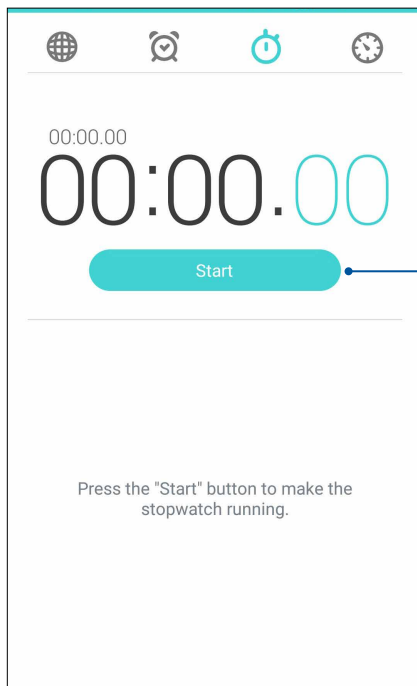 00:00.00
00:00.00
Start
Press the "Start" button to make the
stopwatch running.